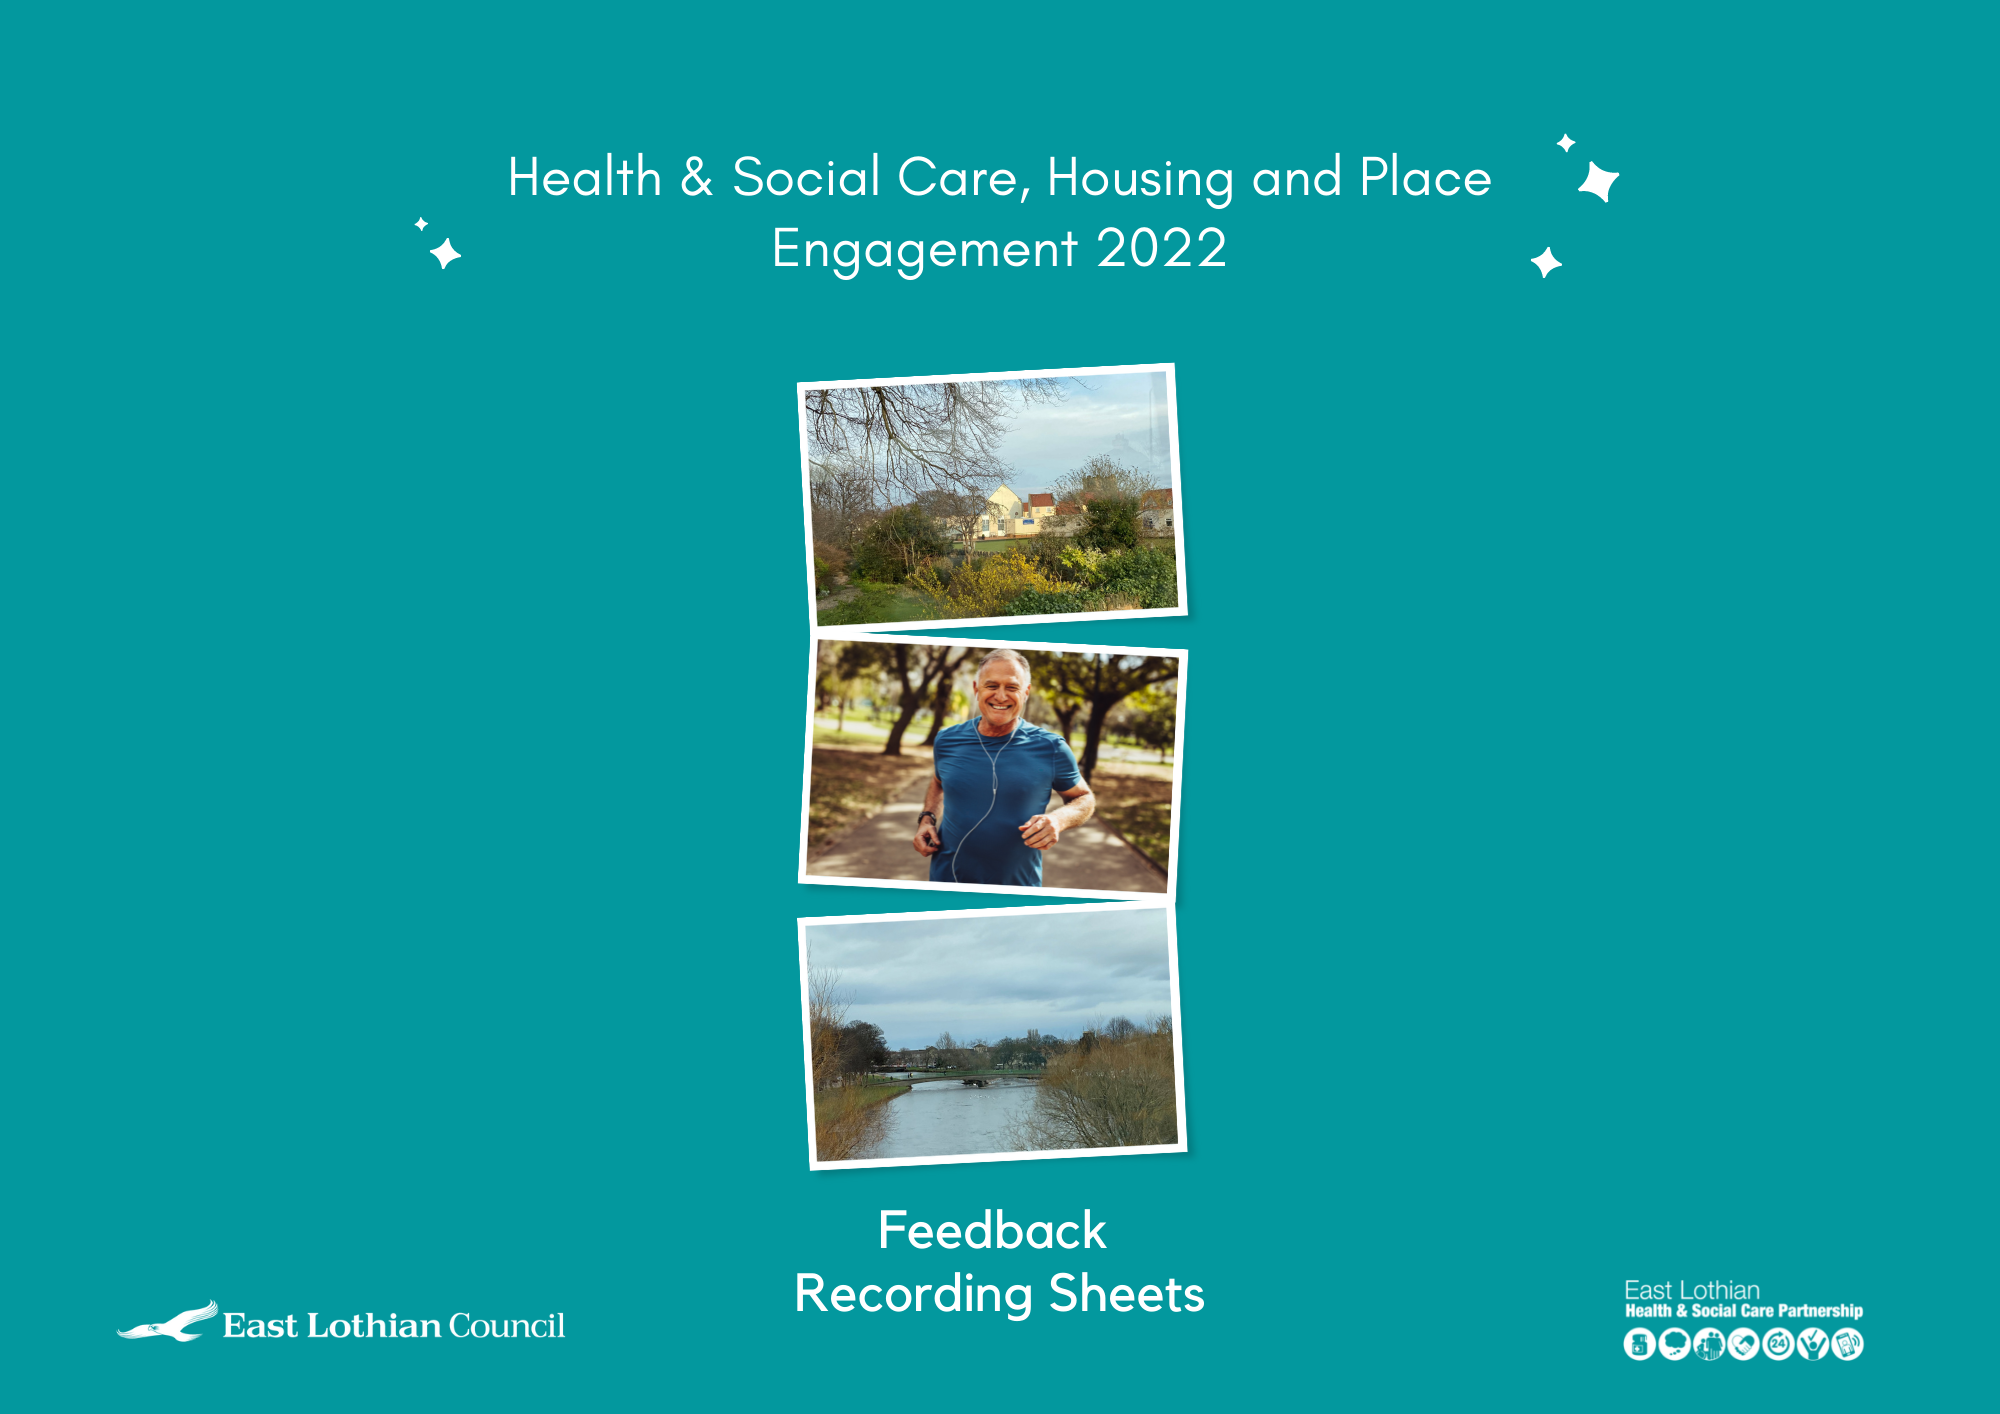 Health & Social Care, Housing and Place
Engagement 2022
Feedback
Recording Sheets
East Lothian Council
East Lothian
Health & Social Care Partnership
24